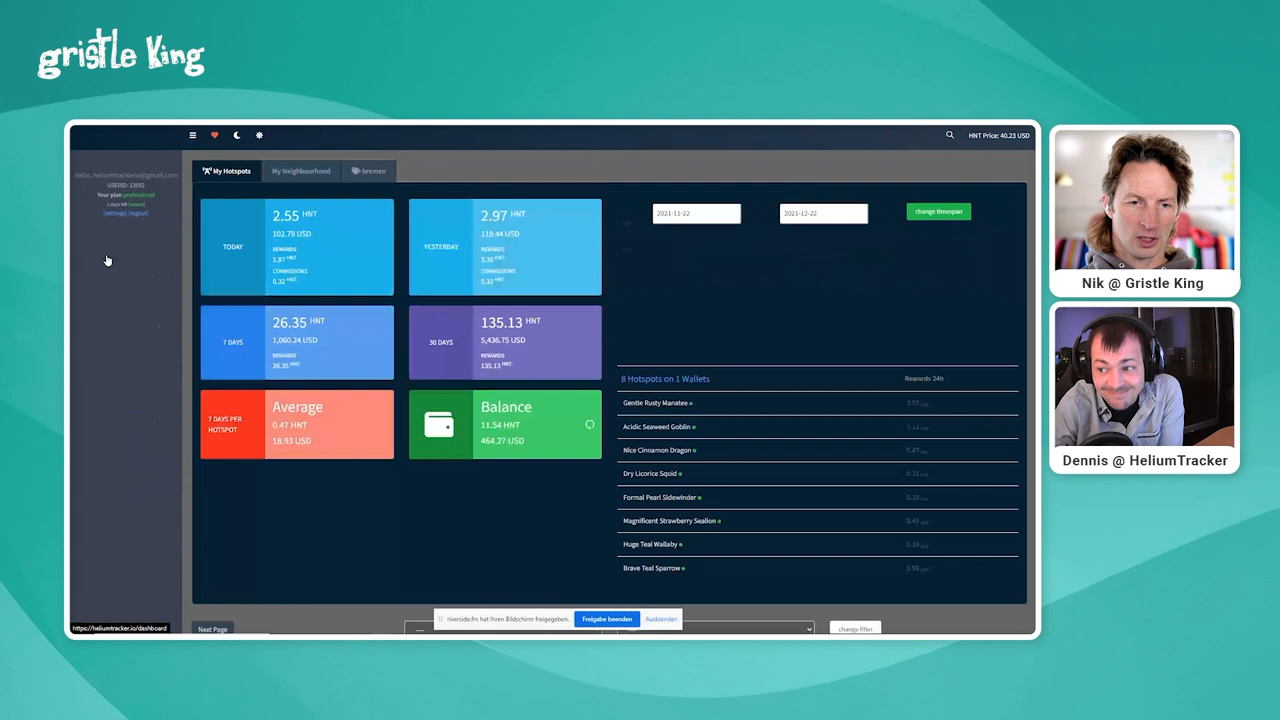 gristle King
HNT Price: 40.23 USD
Hello, heliumtrackerio@gmail.com
USERID: 13592
Your plan professional
[settings] [logout]
My Hotspots
My Neighbourhood
bremen
TODAY
2.55 HNT
102.79 USD
REWARDS
2.87 HNT
COMMISSIONS
0.32 HNT
YESTERDAY
2.97 HNT
119.44 USD
REWARDS
3.30 HNT
COMMISSIONS
0.33 HNT
7 DAYS
26.35 HNT
1,060.24 USD
REWARDS
26.35 HNT
30 DAYS
135.13 HNT
5,436.75 USD
REWARDS
135.13 HNT
7 DAYS PER
HOTSPOT
Average
0.47 HNT
18.93 USD
Balance
11.54 HNT
464.27 USD
2021-11-22
2021-12-22
change timespan
8 Hotspots on 1 Wallets
Rewards 24h
Gentle Rusty Manatee
Acidic Seaweed Goblin
Nice Cinnamon Dragon
Dry Licorice Squid
Formal Pearl Sidewinder
Magnificent Strawberry Sealion
Huge Teal Wallaby
Brave Teal Sparrow
riverside.fm hat Ihren Bildschirm freigegeben.
Freigabe beenden
Ausblenden
https://heliumtracker.io/dashboard
Next Page
change filter
Nik @ Gristle King
Dennis @ HeliumTracker